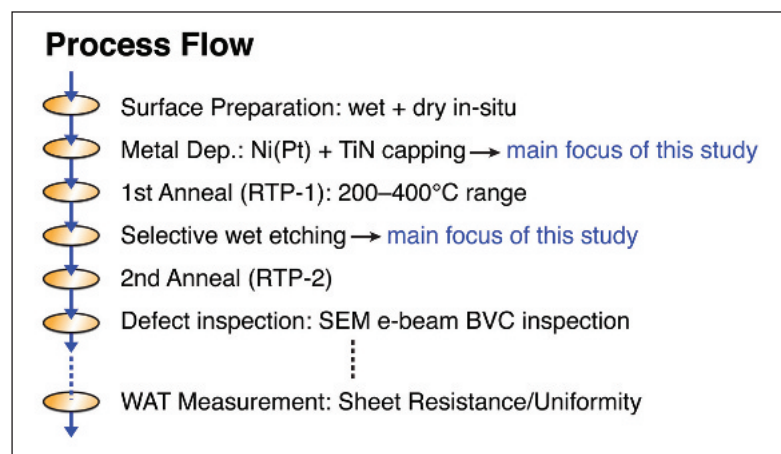 Process Flow
Surface Preparation: wet + dry in-situ
Metal Dep.: Ni(Pt) + TiN capping → main focus of this study
1st Anneal (RTP-1): 200–400°C range
Selective wet etching → main focus of this study
2nd Anneal (RTP-2)
Defect inspection: SEM e-beam BVC inspection
WAT Measurement: Sheet Resistance/Uniformity